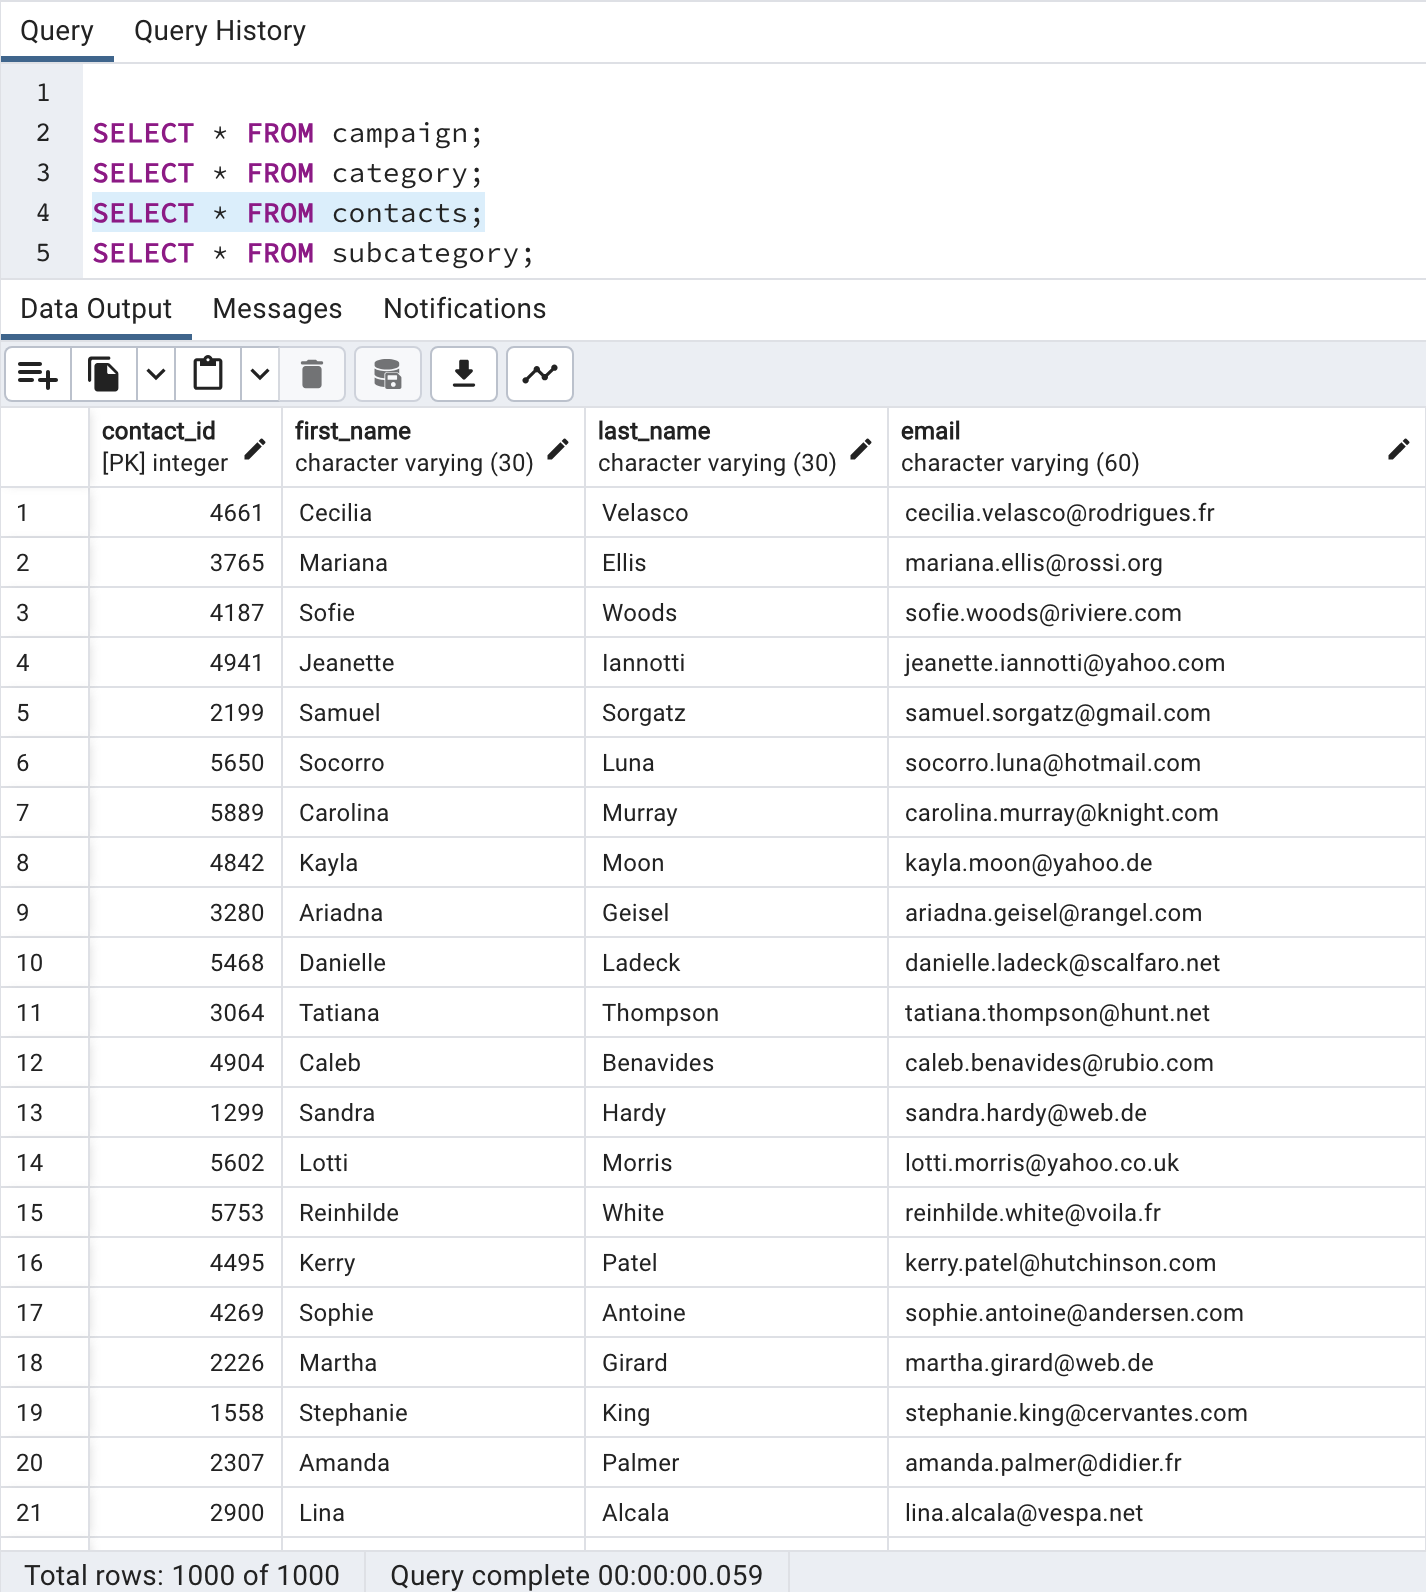 Query Query History
1
2 SELECT * FROM campaign;
3 SELECT * FROM category;
4 SELECT * FROM contacts;
5 SELECT * FROM subcategory;
Data Output Messages Notifications
contact_id first_name last_name email
[PK] integer character varying (30) character varying (30) character varying (60)
1 4661 Cecilia Velasco cecilia.velasco@rodrigues.fr
2 3765 Mariana Ellis mariana.ellis@rossi.org
3 4187 Sofie Woods sofie.woods@riviere.com
4 4941 Jeanette Iannotti jeanette.iannotti@yahoo.com
5 2199 Samuel Sorgatz samuel.sorgatz@gmail.com
6 5650 Socorro Luna socorro.luna@hotmail.com
7 5889 Carolina Murray carolina.murray@knight.com
8 4842 Kayla Moon kayla.moon@yahoo.de
9 3280 Ariadna Geisel ariadna.geisel@rangel.com
10 5468 Danielle Ladeck danielle.ladeck@scalfaro.net
11 3064 Tatiana Thompson tatiana.thompson@hunt.net
12 4904 Caleb Benavides caleb.benavides@rubio.com
13 1299 Sandra Hardy sandra.hardy@web.de
14 5602 Lotti Morris lotti.morris@yahoo.co.uk
15 5753 Reinhilde White reinhilde.white@voila.fr
16 4495 Kerry Patel kerry.patel@hutchinson.com
17 4269 Sophie Antoine sophie.antoine@andersen.com
18 2226 Martha Girard martha.girard@web.de
19 1558 Stephanie King stephanie.king@cervantes.com
20 2307 Amanda Palmer amanda.palmer@didier.fr
21 2900 Lina Alcala lina.alcala@vespa.net
Total rows: 1000 of 1000 Query complete 00:00:00.059